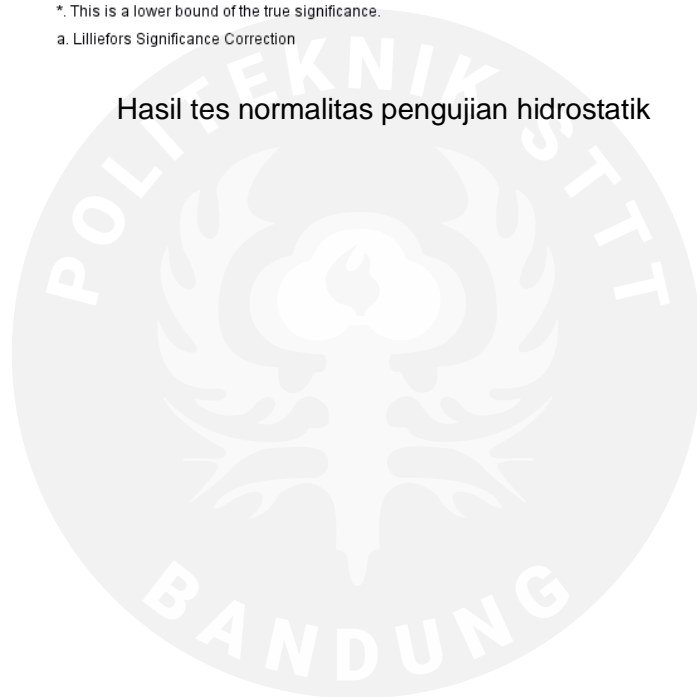 *. This is a lower bound of the true significance.
a. Lilliefors Significance Correction
Hasil tes normalitas pengujian hidrostatik
POLITEKNIK STTT
BANDUNG